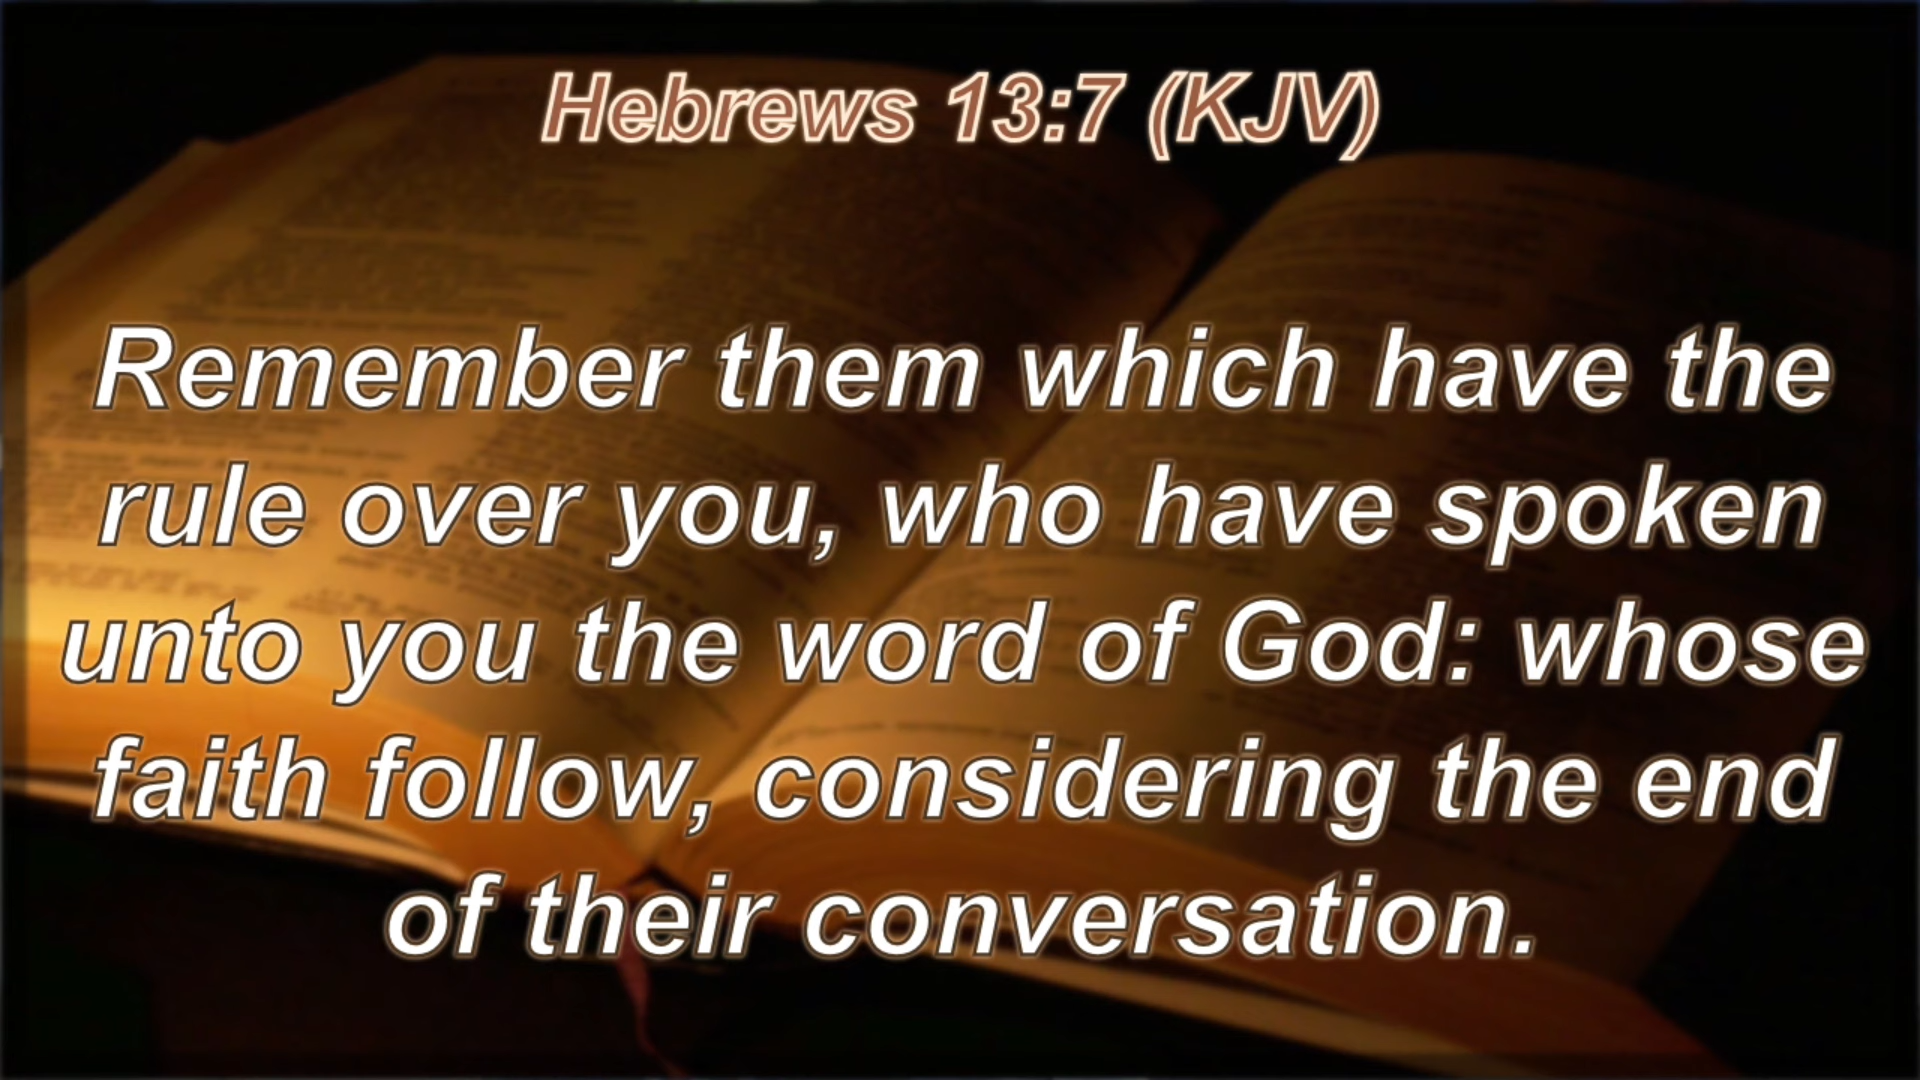 Hebrews 13:7 (KJV)
Remember them which have the
rule over you, who have spoken
unto you the word of God: whose
faith follow, considering the end
of their conversation.